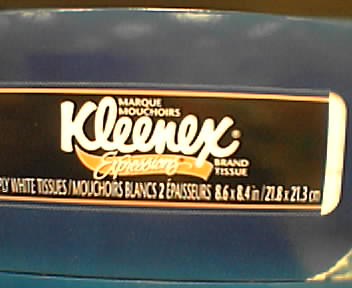 MARQUE
MOUCHOIRS
Kleenex®
Expressions
BRAND
TISSUE
PLY WHITE TISSUES / MOUCHOIRS BLANCS 2 ÉPAISSEURS 8.6 x 8.4 in / 21.8 x 21.3 cm